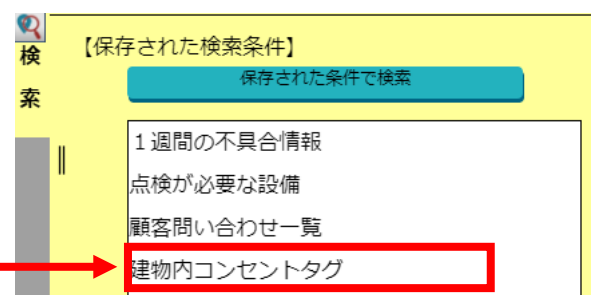 検索
【保存された検索条件】
保存された条件で検索
１週間の不具合情報
点検が必要な設備
顧客問い合わせ一覧
建物内コンセントタグ